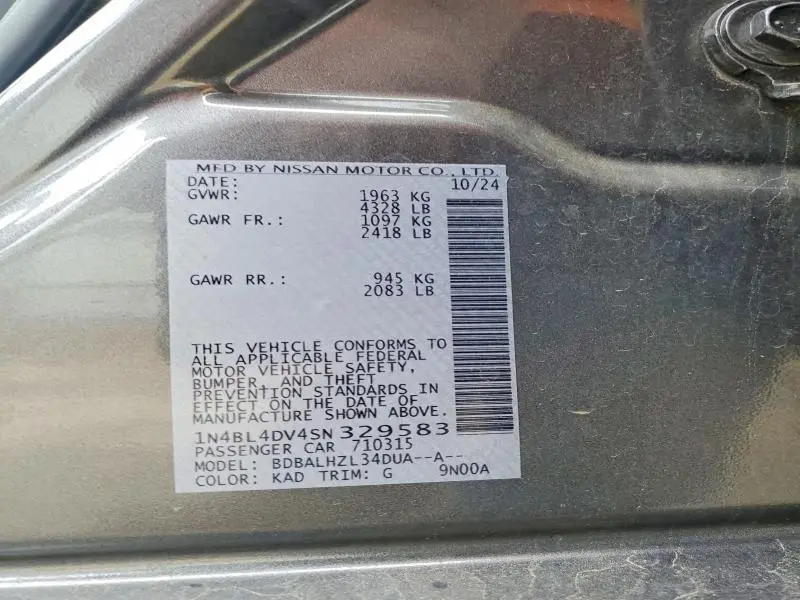 MFD BY NISSAN MOTOR CO., LTD.
DATE: 10/24
GVWR: 1963 KG
4328 LB
GAWR FR.: 1097 KG
2418 LB
GAWR RR.: 945 KG
2083 LB
THIS VEHICLE CONFORMS TO
ALL APPLICABLE FEDERAL
MOTOR VEHICLE SAFETY,
BUMPER, AND THEFT
PREVENTION STANDARDS IN
EFFECT ON THE DATE OF
MANUFACTURE SHOWN ABOVE.
1N4BL4DV4SN329583
PASSENGER CAR 710315
MODEL: BDBALHZL34DUA--A--
COLOR: KAD TRIM: G 9N00A